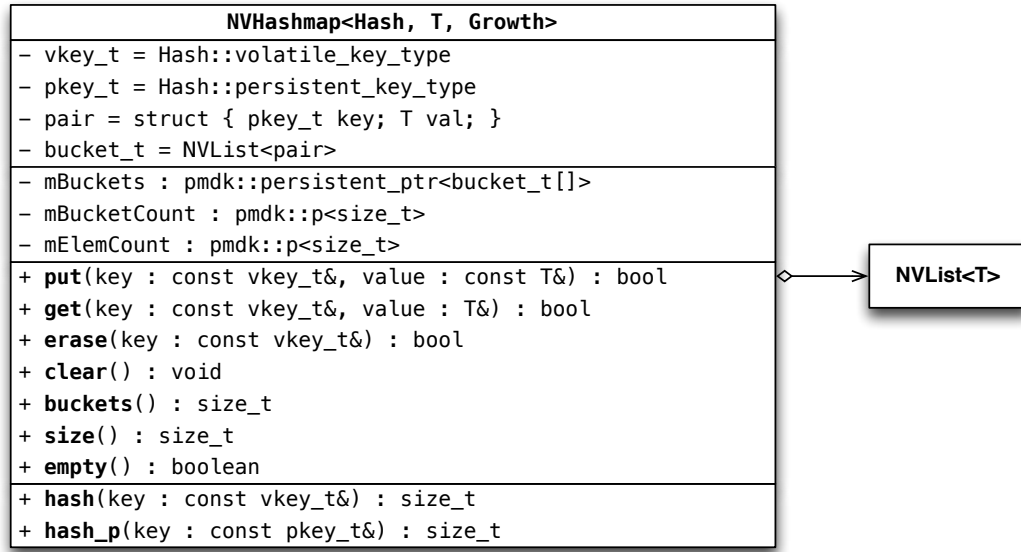 NVHashmap<Hash, T, Growth>
– vkey_t = Hash::volatile_key_type
– pkey_t = Hash::persistent_key_type
– pair = struct { pkey_t key; T val; }
– bucket_t = NVList<pair>
– mBuckets : pmdk::persistent_ptr<bucket_t[]>
– mBucketCount : pmdk::p<size_t>
– mElemCount : pmdk::p<size_t>
+ put(key : const vkey_t&, value : const T&) : bool
+ get(key : const vkey_t&, value : T&) : bool
+ erase(key : const vkey_t&) : bool
+ clear() : void
+ buckets() : size_t
+ size() : size_t
+ empty() : boolean
+ hash(key : const vkey_t&) : size_t
+ hash_p(key : const pkey_t&) : size_t
NVList<T>